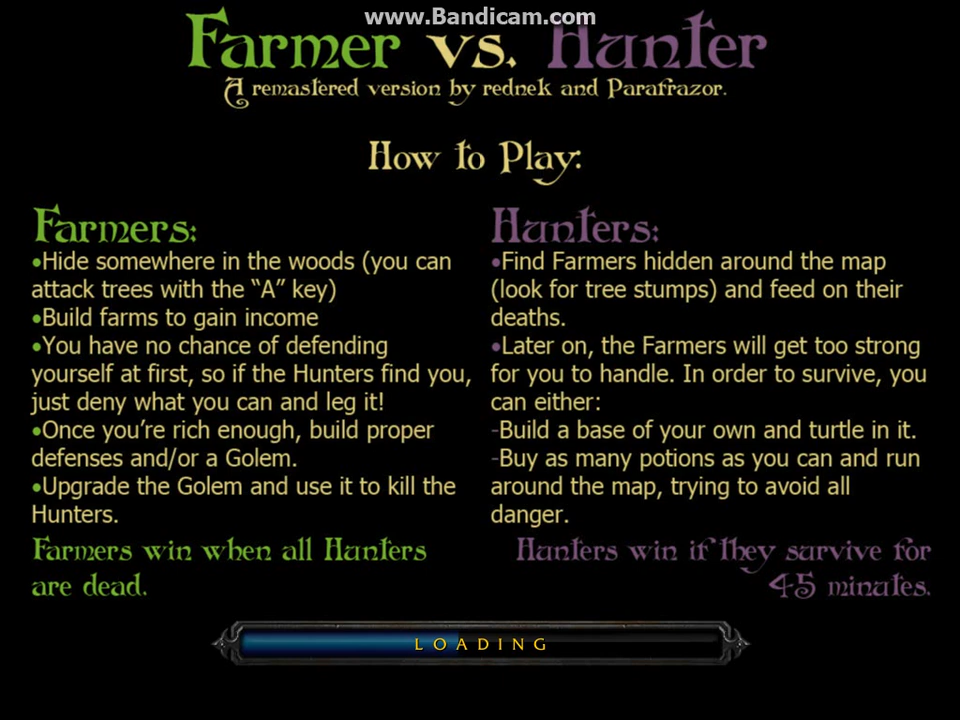 www.Bandicam.com
Farmer vs. Hunter
A remastered version by rednek and Parafrazor.
How to Play:
Farmers:
•Hide somewhere in the woods (you can
attack trees with the “A” key)
•Build farms to gain income
•You have no chance of defending
yourself at first, so if the Hunters find you,
just deny what you can and leg it!
•Once you’re rich enough, build proper
defenses and/or a Golem.
•Upgrade the Golem and use it to kill the
Hunters.
Farmers win when all Hunters
are dead.
Hunters:
•Find Farmers hidden around the map
(look for tree stumps) and feed on their
deaths.
•Later on, the Farmers will get too strong
for you to handle. In order to survive, you
can either:
-Build a base of your own and turtle in it.
-Buy as many potions as you can and run
around the map, trying to avoid all
danger.
Hunters win if they survive for
45 minutes.
LOADING